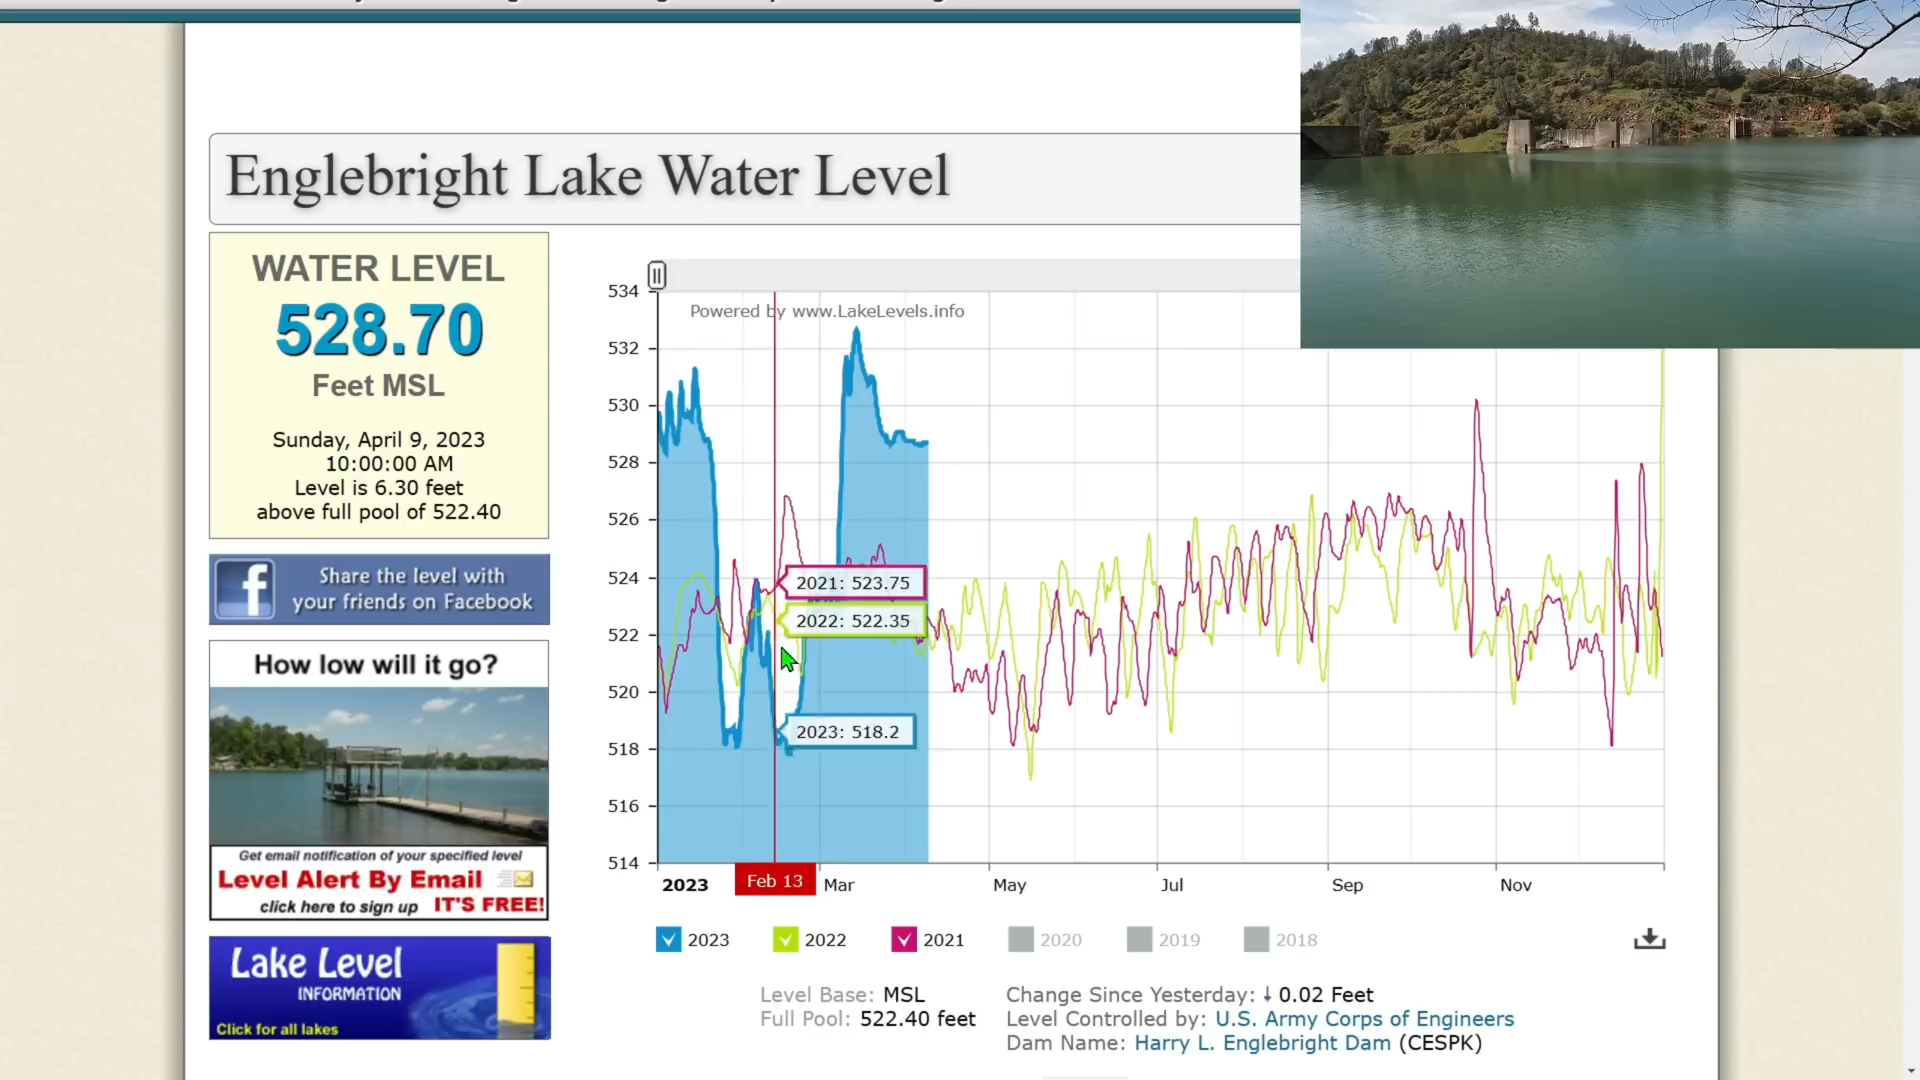 Englebright Lake Water Level
WATER LEVEL
528.70
Feet MSL
Sunday, April 9, 2023
10:00:00 AM
Level is 6.30 feet
above full pool of 522.40
Share the level with
your friends on Facebook
How low will it go?
Get email notification of your specified level
Level Alert By Email
click here to sign up IT'S FREE!
Lake Level
INFORMATION
Click for all lakes
Powered by www.LakeLevels.info
534
532
530
528
526
524
522
520
518
516
514
2021: 523.75
2022: 522.35
2023: 518.2
2023
Feb 13
Mar
May
Jul
Sep
Nov
2023
2022
2021
2020
2019
2018
Level Base: MSL
Full Pool: 522.40 feet
Change Since Yesterday: ↓ 0.02 Feet
Level Controlled by: U.S. Army Corps of Engineers
Dam Name: Harry L. Englebright Dam (CESPK)